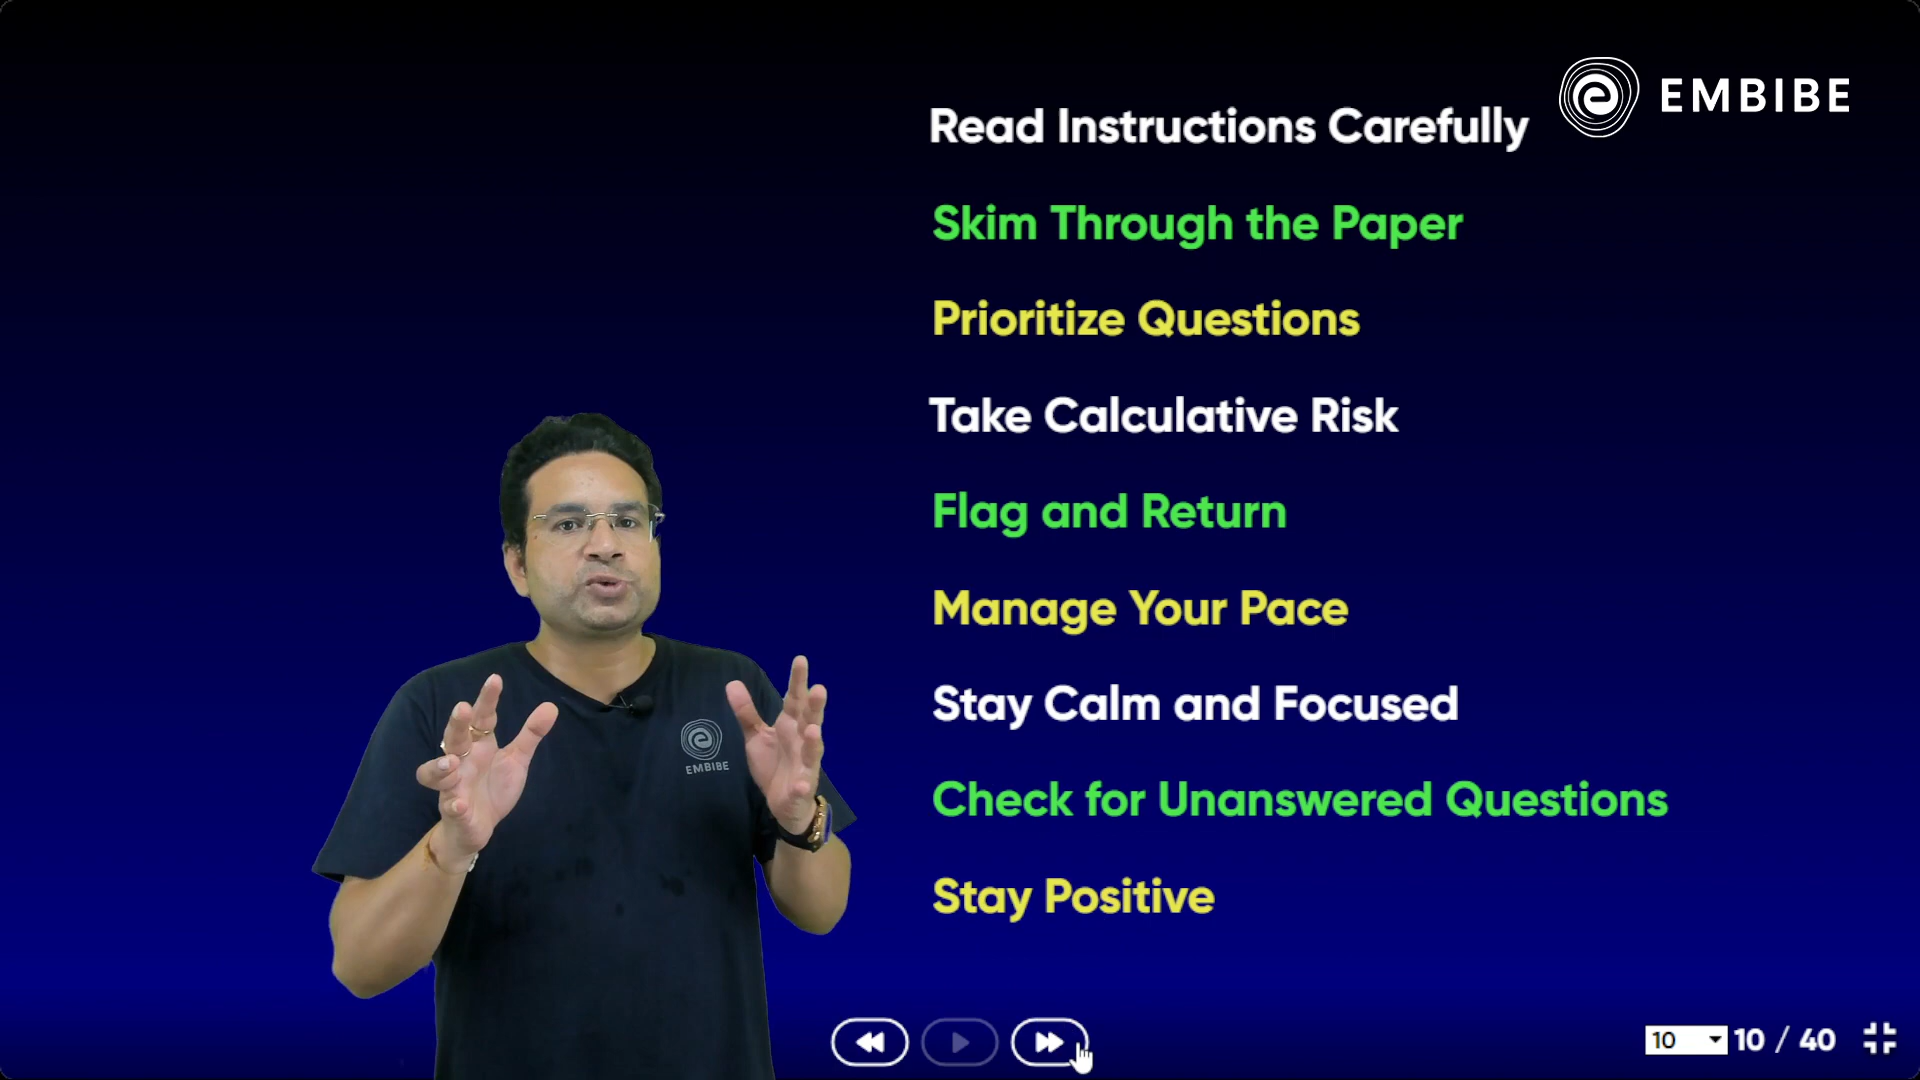 EMBIBE
Read Instructions Carefully
Skim Through the Paper
Prioritize Questions
Take Calculative Risk
Flag and Return
Manage Your Pace
Stay Calm and Focused
EMBIBE
Check for Unanswered Questions
Stay Positive
10 10 / 40